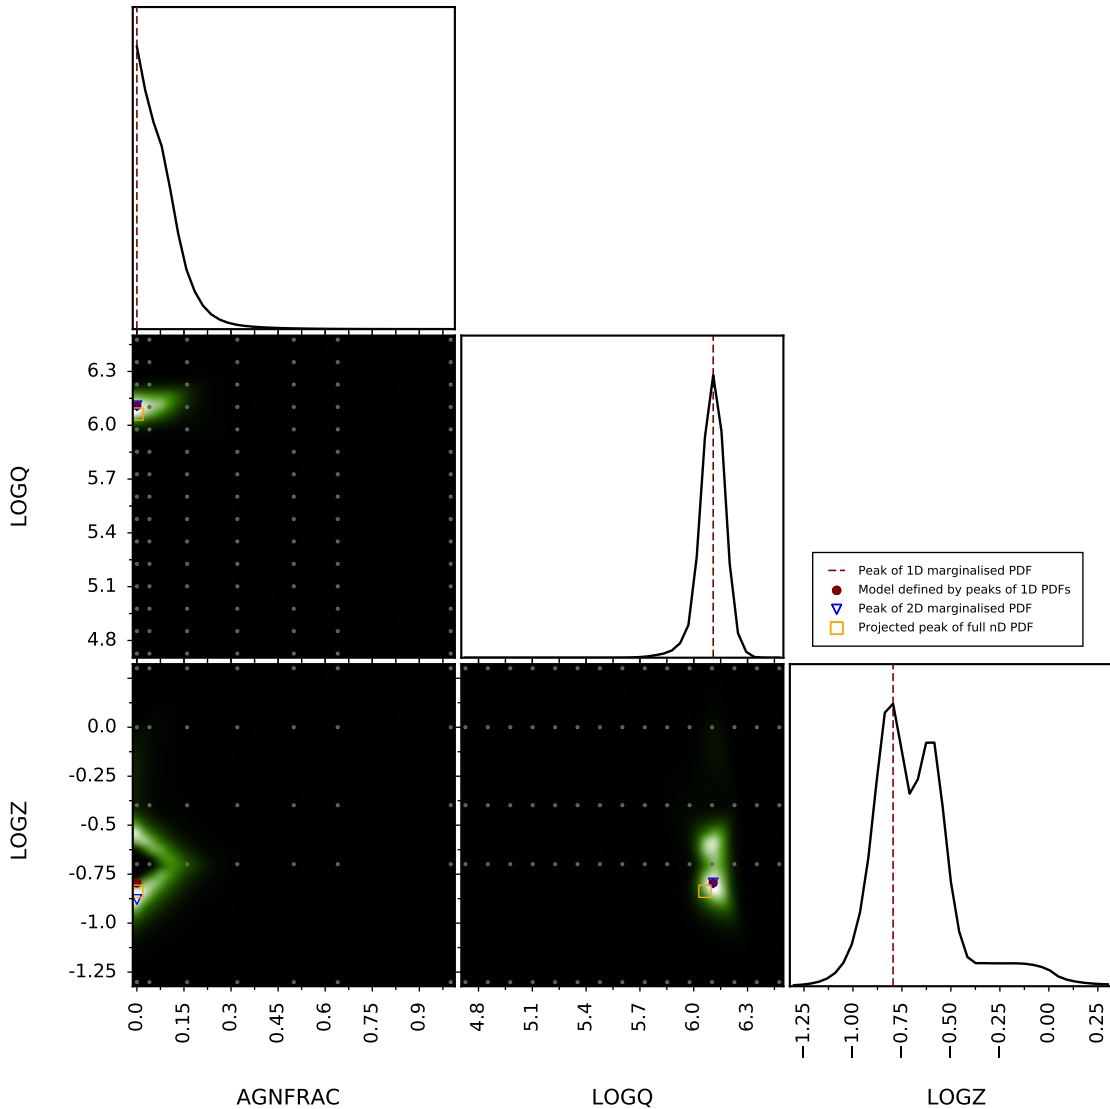 6.3
6.0
5.7
5.4
5.1
4.8
LOGQ
Peak of 1D marginalised PDF
Model defined by peaks of 1D PDFs
Peak of 2D marginalised PDF
Projected peak of full nD PDF
0.0
-0.25
-0.5
-0.75
-1.0
-1.25
LOGZ
0.0 0.15 0.3 0.45 0.6 0.75 0.9
4.8 5.1 5.4 5.7 6.0 6.3
−1.25 −1.00 −0.75 −0.50 −0.25 0.00 0.25
AGNFRAC LOGQ LOGZ